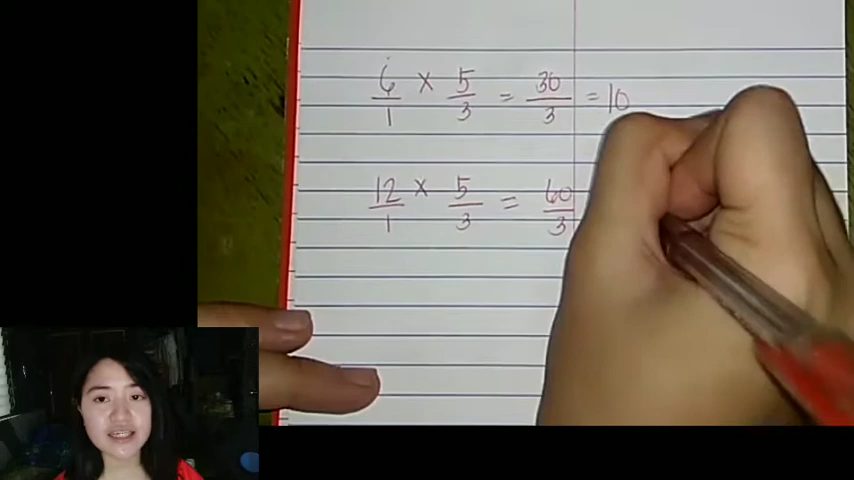 6/1 × 5/3 = 30/3 = 10
12/1 × 5/3 = 60/3